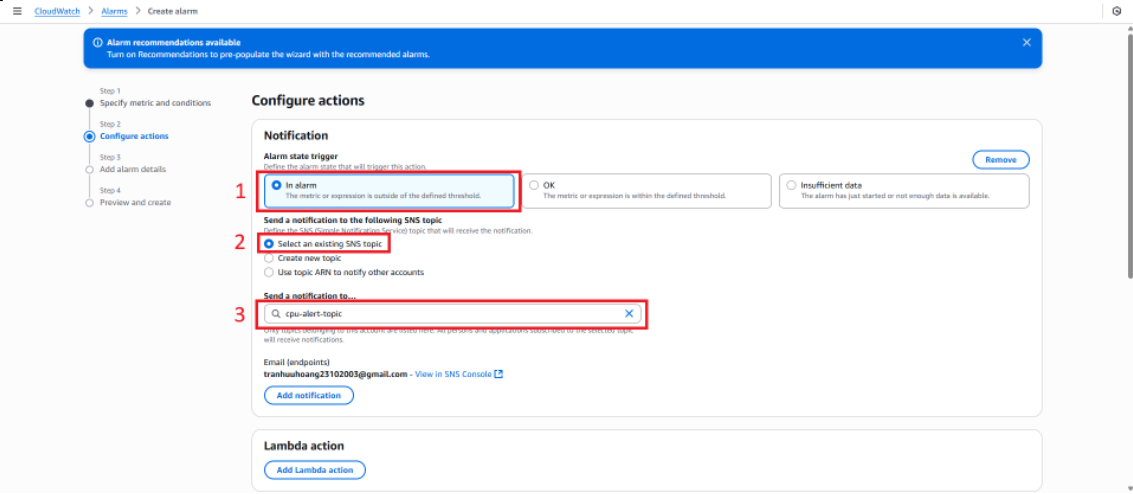 CloudWatch > Alarms > Create alarm
Alarm recommendations available
Turn on Recommendations to pre-populate the wizard with the recommended alarms.
Step 1
Specify metric and conditions
Step 2
Configure actions
Step 3
Add alarm details
Step 4
Preview and create
Configure actions
Notification
Alarm state trigger
Define the alarm state that will trigger this action.
Remove
1
In alarm
The metric or expression is outside of the defined threshold.
OK
The metric or expression is within the defined threshold.
Insufficient data
The alarm has just started or not enough data is available.
Send a notification to the following SNS topic
Define the SNS (Simple Notification Service) topic that will receive the notification.
2
Select an existing SNS topic
Create new topic
Use topic ARN to notify other accounts
Send a notification to...
3
cpu-alert-topic
Only topics belonging to this account are listed here. All persons and applications subscribed to the selected topic
will receive notifications.
Email (endpoints)
tranhuuhoang23102003@gmail.com - View in SNS Console
Add notification
Lambda action
Add Lambda action